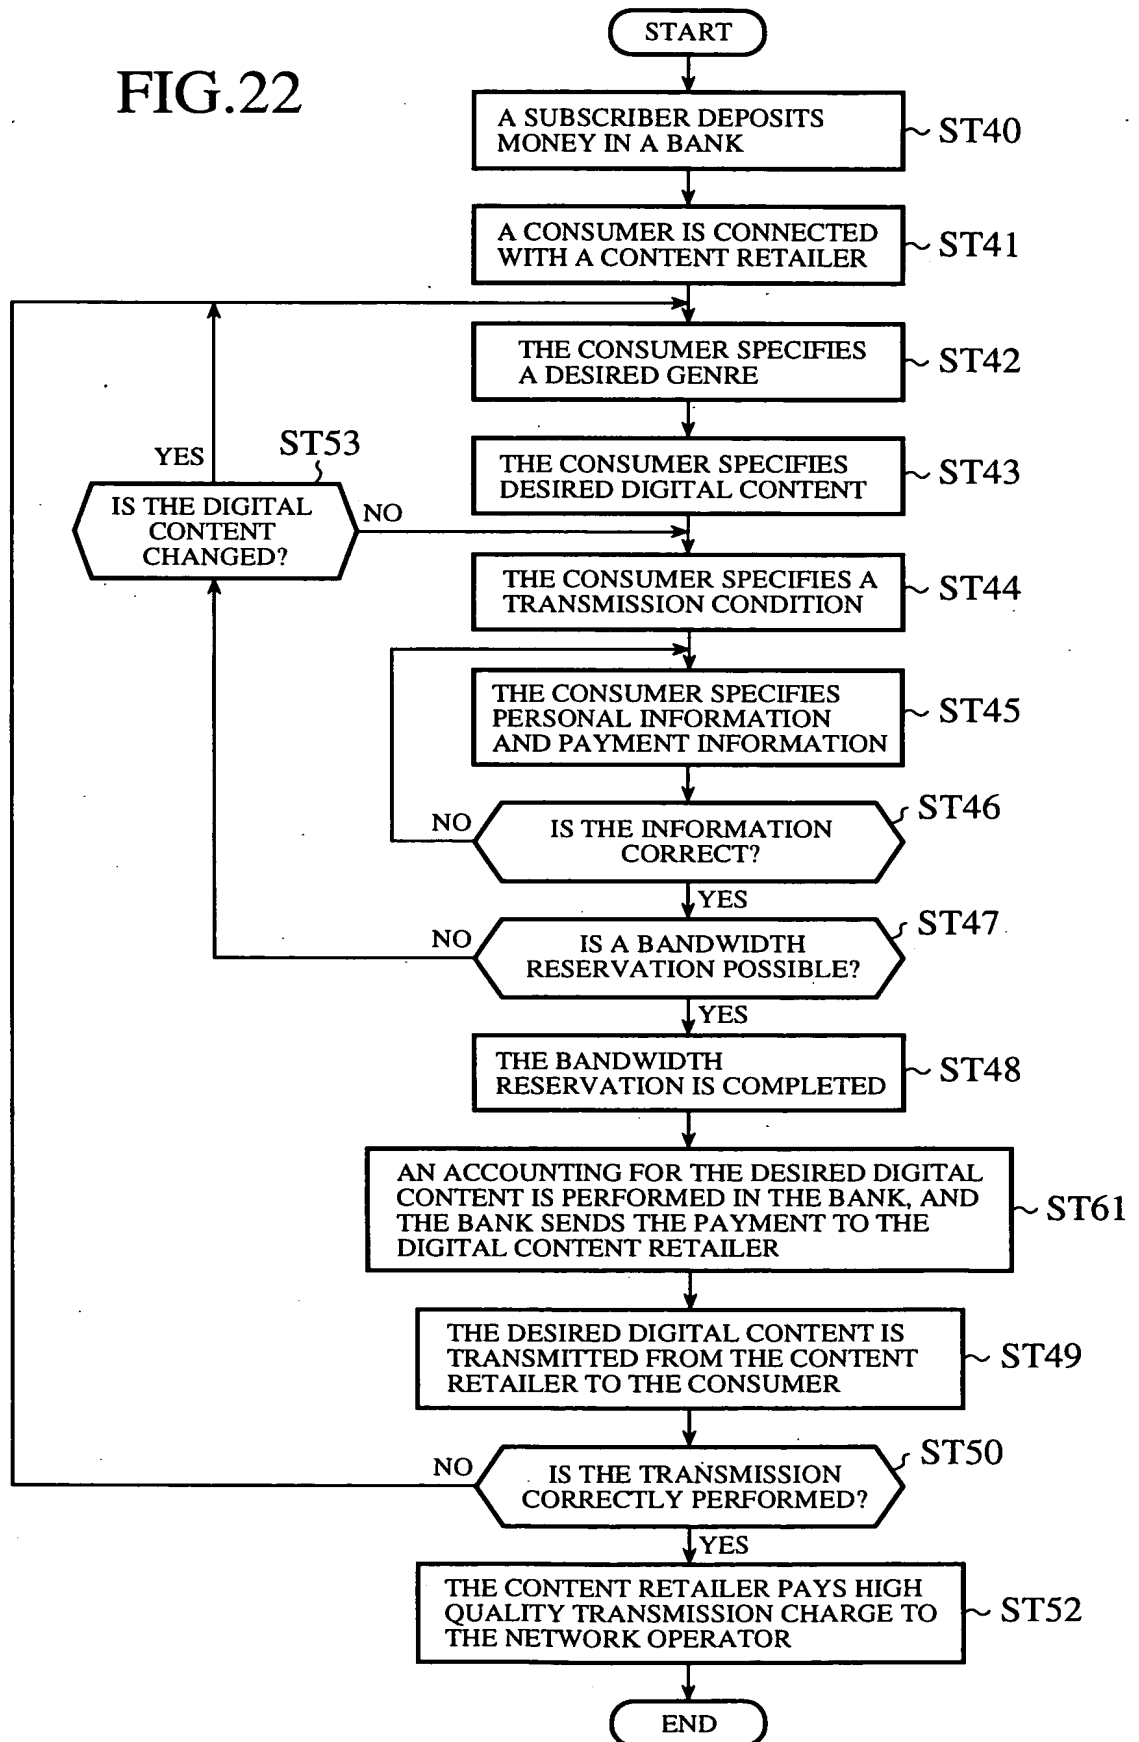 START
FIG.22
A SUBSCRIBER DEPOSITS
MONEY IN A BANK
ST40
A CONSUMER IS CONNECTED
WITH A CONTENT RETAILER
ST41
THE CONSUMER SPECIFIES
A DESIRED GENRE
ST42
THE CONSUMER SPECIFIES
DESIRED DIGITAL CONTENT
ST43
YES
ST53
IS THE DIGITAL
CONTENT
CHANGED?
NO
THE CONSUMER SPECIFIES A
TRANSMISSION CONDITION
ST44
THE CONSUMER SPECIFIES
PERSONAL INFORMATION
AND PAYMENT INFORMATION
ST45
NO
IS THE INFORMATION
CORRECT?
ST46
YES
NO
IS A BANDWIDTH
RESERVATION POSSIBLE?
ST47
YES
THE BANDWIDTH
RESERVATION IS COMPLETED
ST48
AN ACCOUNTING FOR THE DESIRED DIGITAL
CONTENT IS PERFORMED IN THE BANK, AND
THE BANK SENDS THE PAYMENT TO THE
DIGITAL CONTENT RETAILER
ST61
THE DESIRED DIGITAL CONTENT IS
TRANSMITTED FROM THE CONTENT
RETAILER TO THE CONSUMER
ST49
NO
IS THE TRANSMISSION
CORRECTLY PERFORMED?
ST50
YES
THE CONTENT RETAILER PAYS HIGH
QUALITY TRANSMISSION CHARGE TO
THE NETWORK OPERATOR
ST52
END